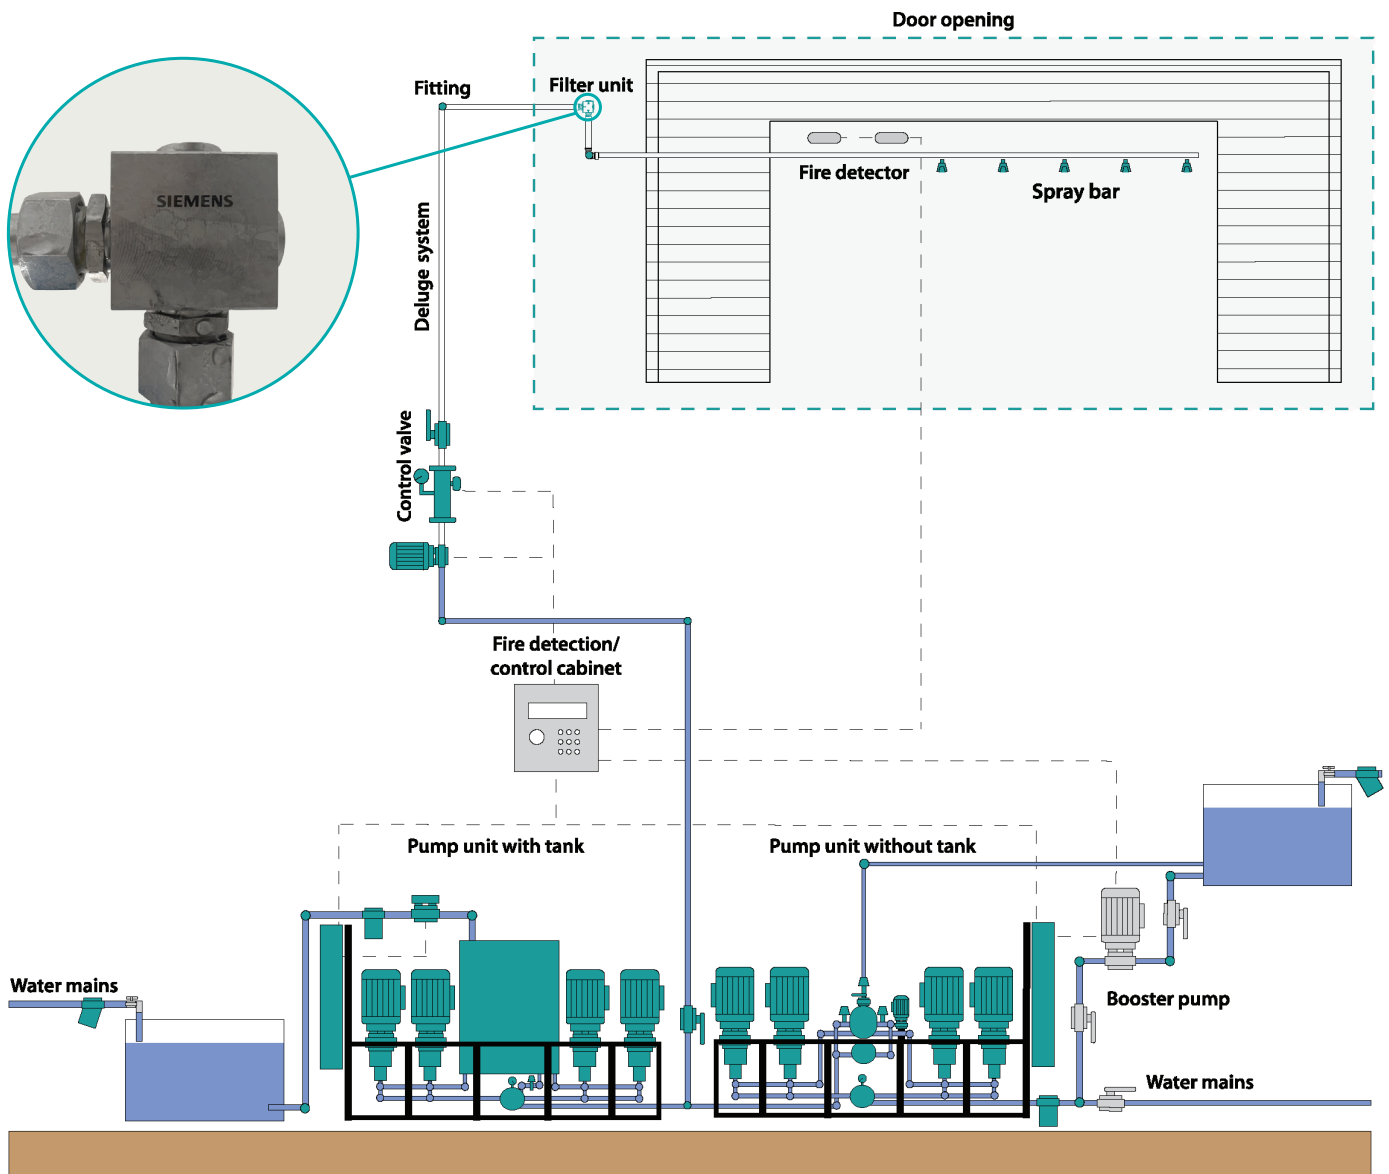 Door opening
Fitting
Filter unit
SIEMENS
Fire detector
Spray bar
Deluge system
Control valve
Fire detection/
control cabinet
Pump unit with tank
Pump unit without tank
Water mains
Booster pump
Water mains